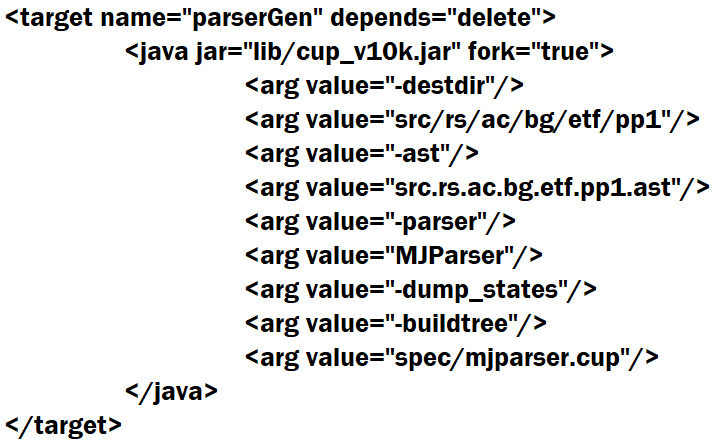 <target name="parserGen" depends="delete">
<java jar="lib/cup_v10k.jar" fork="true">
<arg value="-destdir"/>
<arg value="src/rs/ac/bg/etf/pp1"/>
<arg value="-ast"/>
<arg value="src.rs.ac.bg.etf.pp1.ast"/>
<arg value="-parser"/>
<arg value="MJParser"/>
<arg value="-dump_states"/>
<arg value="-buildtree"/>
<arg value="spec/mjparser.cup"/>
</java>
</target>